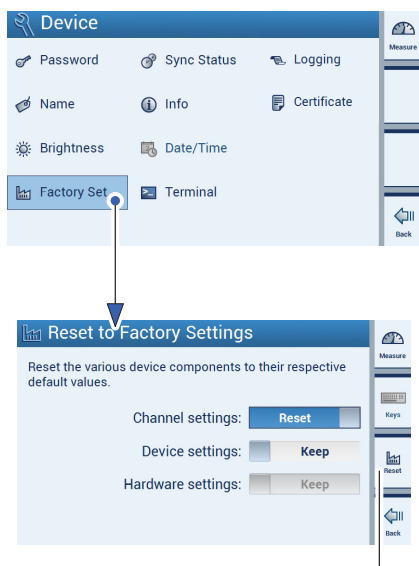 Device
Measure
Password
Sync Status
Logging
Name
Info
Certificate
Brightness
Date/Time
Factory Set
Terminal
Back
Reset to Factory Settings
Measure
Reset the various device components to their respective
default values.
Keys
Channel settings: Reset
Device settings: Keep
Reset
Hardware settings: Keep
Back